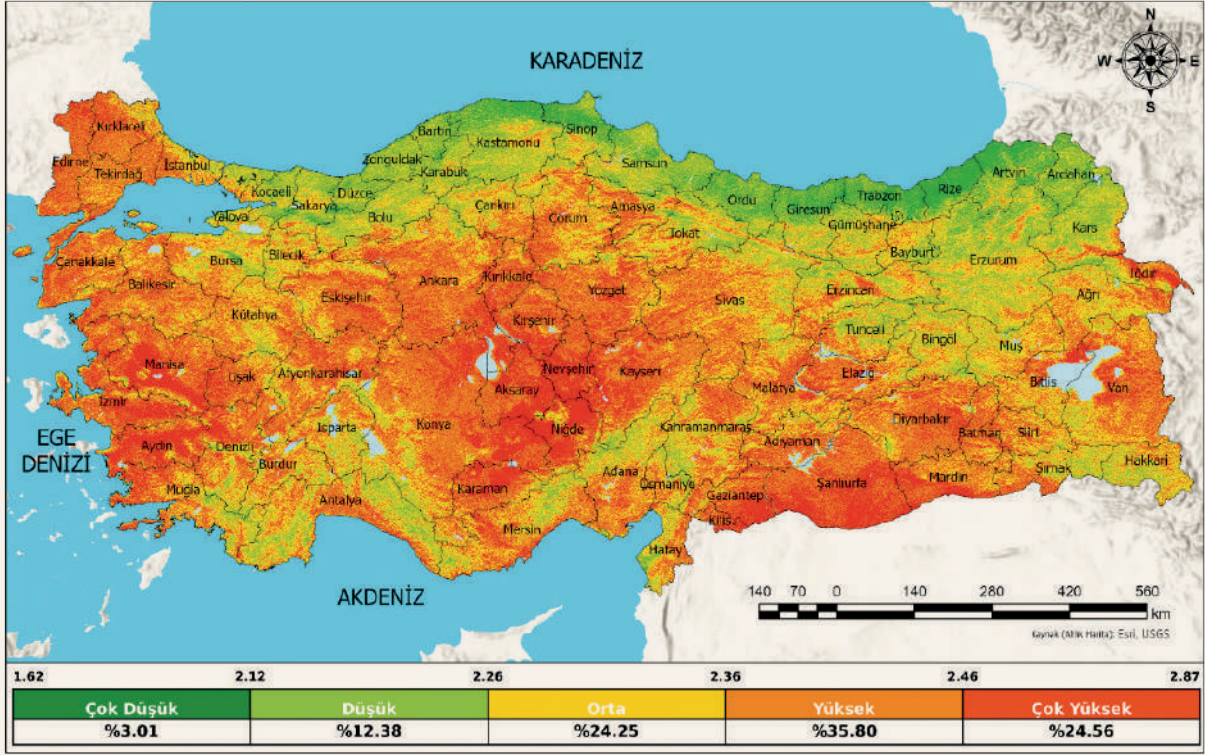 N
KARADENİZ
W E
S
Kırklareli
Edirne
Tekirdağ
İstanbul
Bartın
Kastamonu
Sinop
Zonguldak
Karabük
Samsun
Kocaeli
Düzce
Sakarya
Yalova
Bolu
Çankırı
Çorum
Amasya
Tokat
Ordu
Giresun
Trabzon
Rize
Artvin
Ardahan
Gümüşhane
Bayburt
Kars
Çanakkale
Balıkesir
Bursa
Bilecik
Eskişehir
Kütahya
Ankara
Kırıkkale
Yozgat
Sivas
Erzincan
Erzurum
Iğdır
Ağrı
Kırşehir
Tunceli
Bingöl
Muş
Manisa
Uşak
Afyonkarahisar
Aksaray
Nevşehir
Kayseri
Malatya
Elazığ
Bitlis
Van
İzmir
Konya
Niğde
Isparta
Kahramanmaraş
Adıyaman
Diyarbakır
Batman
Siirt
EGE
DENİZİ
Aydın
Denizli
Burdur
Muğla
Antalya
Karaman
Mersin
Adana
Osmaniye
Gaziantep
Kilis
Şanlıurfa
Mardin
Şırnak
Hakkari
Hatay
AKDENİZ
140 70 0 140 280 420 560
km
Kaynak (Altlık Harita): Esri, USGS
1.62 2.12 2.26 2.36 2.46 2.87
Çok Düşük Düşük Orta Yüksek Çok Yüksek
%3.01 %12.38 %24.25 %35.80 %24.56